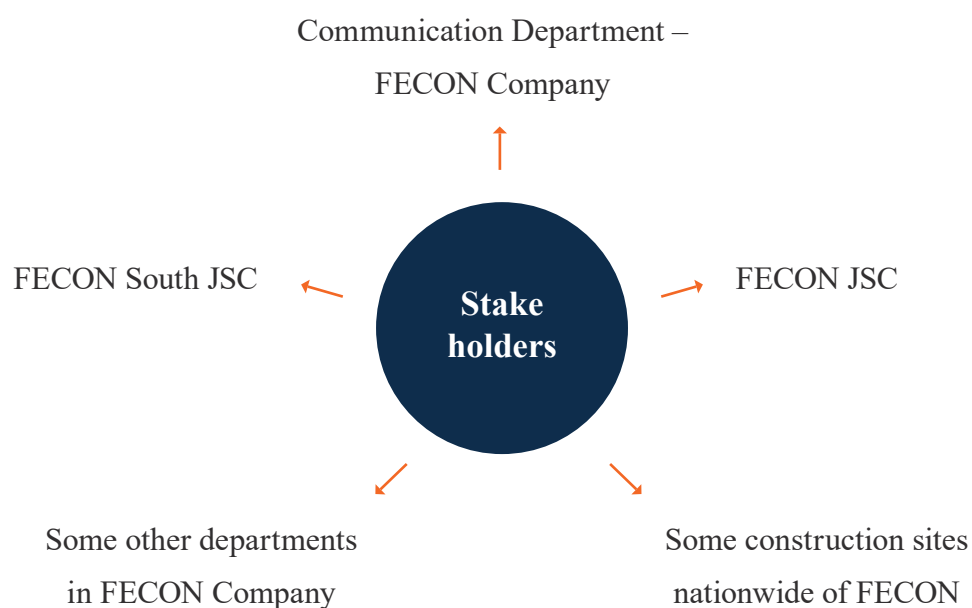 Communication Department –
FECON Company
FECON South JSC
FECON JSC
Stake
holders
Some other departments
in FECON Company
Some construction sites
nationwide of FECON